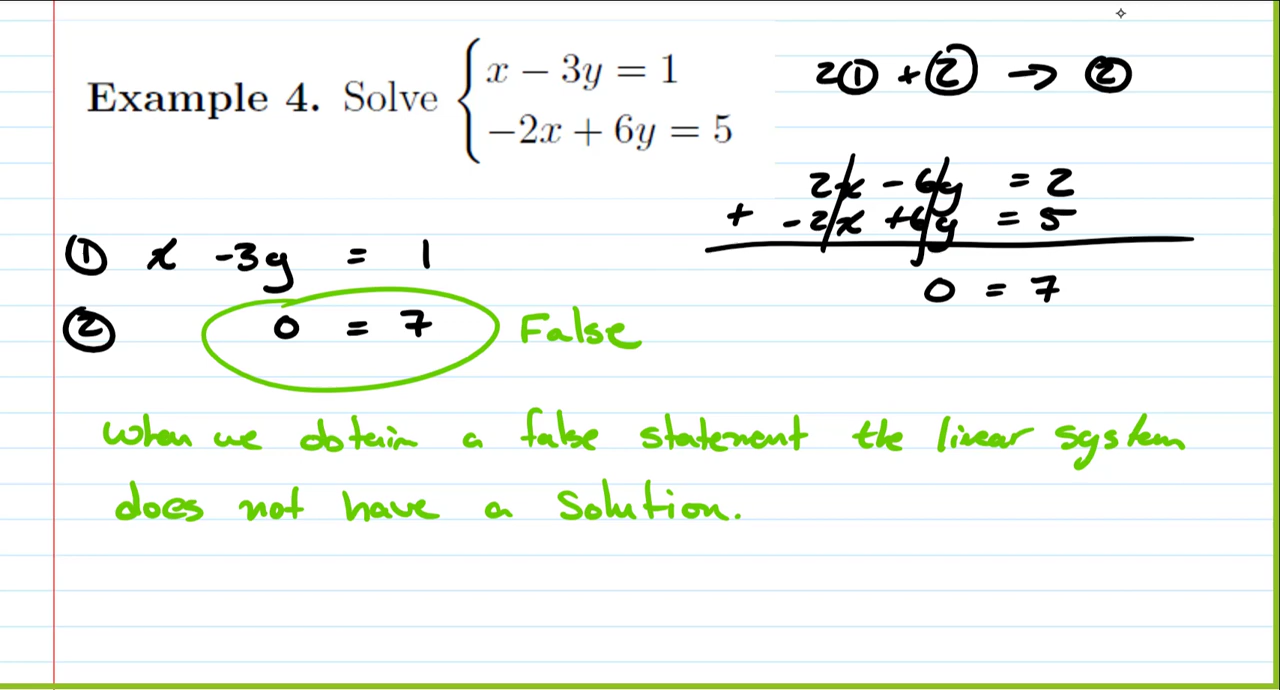 Example 4. Solve { x − 3y = 1
−2x + 6y = 5
2① + ② → ②
2x - 6y = 2
+ -2x + 6y = 5
0 = 7
① x - 3y = 1
② 0 = 7 False
when we obtain a false statement the linear system
does not have a solution.